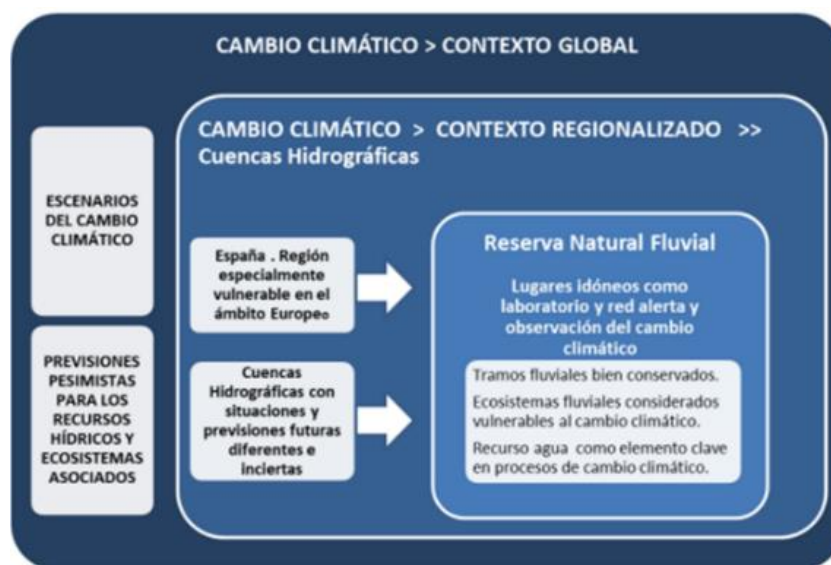 CAMBIO CLIMÁTICO > CONTEXTO GLOBAL
ESCENARIOS
DEL CAMBIO
CLIMÁTICO
PREVISIONES
PESIMISTAS
PARA LOS
RECURSOS
HÍDRICOS Y
ECOSISTEMAS
ASOCIADOS
CAMBIO CLIMÁTICO > CONTEXTO REGIONALIZADO >>
Cuencas Hidrográficas
España . Región
especialmente
vulnerable en el
ámbito Europeo
Cuencas
Hidrográficas con
situaciones y
previsiones futuras
diferentes e
inciertas
Reserva Natural Fluvial
Lugares idóneos como
laboratorio y red alerta y
observación del cambio
climático
Tramos fluviales bien conservados.
Ecosistemas fluviales considerados
vulnerables al cambio climático.
Recurso agua como elemento clave
en procesos de cambio climático.